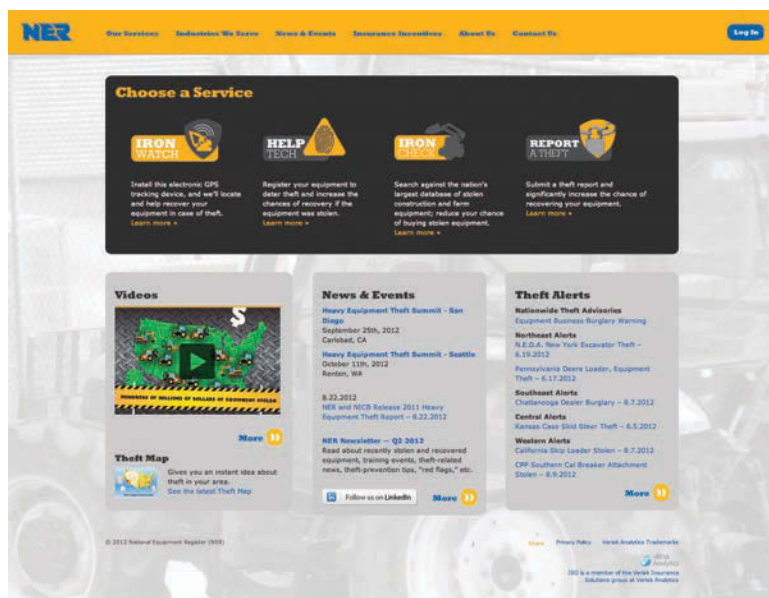 NER
Our Services Industries We Serve News & Events Insurance Incentives About Us Contact Us
Log In
Choose a Service
IRON
WATCH
Install this electronic GPS
tracking device, and we'll locate
and help recover your
equipment in case of theft.
Learn more »
HELP
TECH
Register your equipment to
deter theft and increase the
chances of recovery if the
equipment was stolen.
Learn more »
IRON
CHECK
Search against the nation's
largest database of stolen
construction and farm
equipment; reduce your chance
of buying stolen equipment.
Learn more »
REPORT
A THEFT
Submit a theft report and
significantly increase the chance of
recovering your equipment.
Learn more »
Videos
$
HUNDREDS OF MILLIONS OF DOLLARS OF EQUIPMENT STOLEN
More
Theft Map
Gives you an instant idea about
theft in your area.
See the latest Theft Map
News & Events
Heavy Equipment Theft Summit - San
Diego
September 25th, 2012
Carlsbad, CA
Heavy Equipment Theft Summit - Seattle
October 11th, 2012
Renton, WA
8.22.2012
NER and NICB Release 2011 Heavy
Equipment Theft Report – 8.22.2012
NER Newsletter — Q2 2012
Read about recently stolen and recovered
equipment, training events, theft-related
news, theft-prevention tips, "red flags," etc.
Follow us on LinkedIn
More
Theft Alerts
Nationwide Theft Advisories
Equipment Business Burglary Warning
Northeast Alerts
N.E.D.A. New York Excavator Theft –
6.19.2012
Pennsylvania Deere Loader, Equipment
Theft – 6.17.2012
Southeast Alerts
Chattanooga Dealer Burglary – 8.7.2012
Central Alerts
Kansas Case Skid Steer Theft – 6.5.2012
Western Alerts
California Skip Loader Stolen – 8.7.2012
CPP Southern Cal Breaker Attachment
Stolen – 8.9.2012
More
© 2012 National Equipment Register (NER)
Share Privacy Policy Verisk Analytics Trademarks
Verisk
Analytics
ISO is a member of the Verisk Insurance
Solutions group at Verisk Analytics